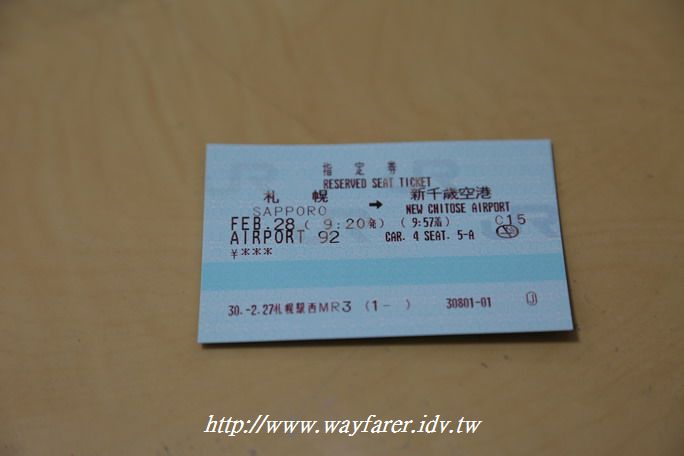 指 定 券
RESERVED SEAT TICKET
札 幌 → 新千歳空港
SAPPORO NEW CHITOSE AIRPORT
FEB.28 ( 9:20発) ( 9:57着) C15
AIRPORT 92 CAR. 4 SEAT. 5-A
¥***
30.-2.27札幌駅西MR3 (1- ) 30801-01
http://www.wayfarer.idv.tw